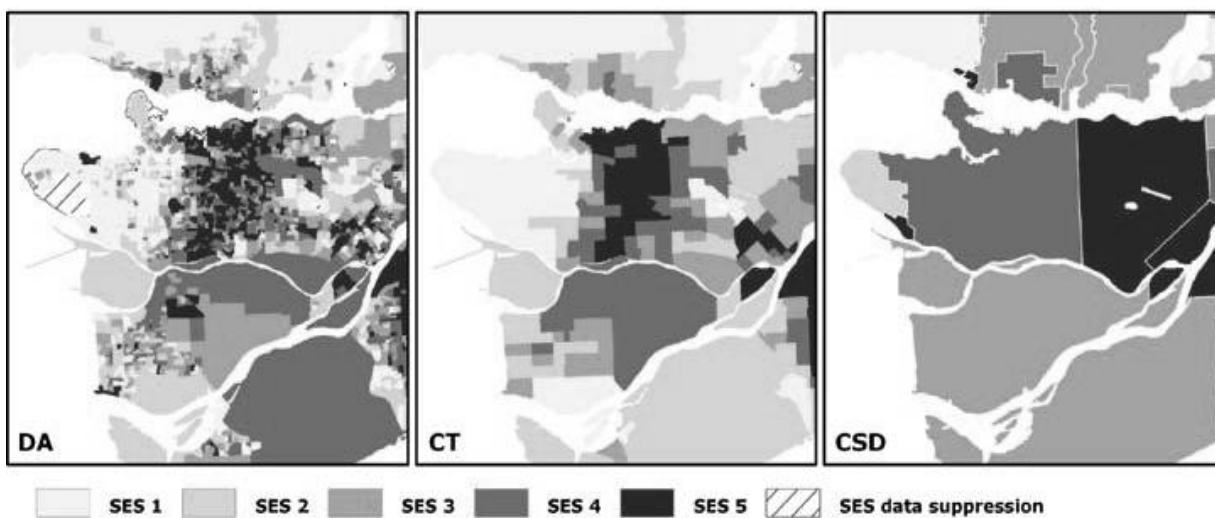 DA
CT
CSD
SES 1
SES 2
SES 3
SES 4
SES 5
SES data suppression